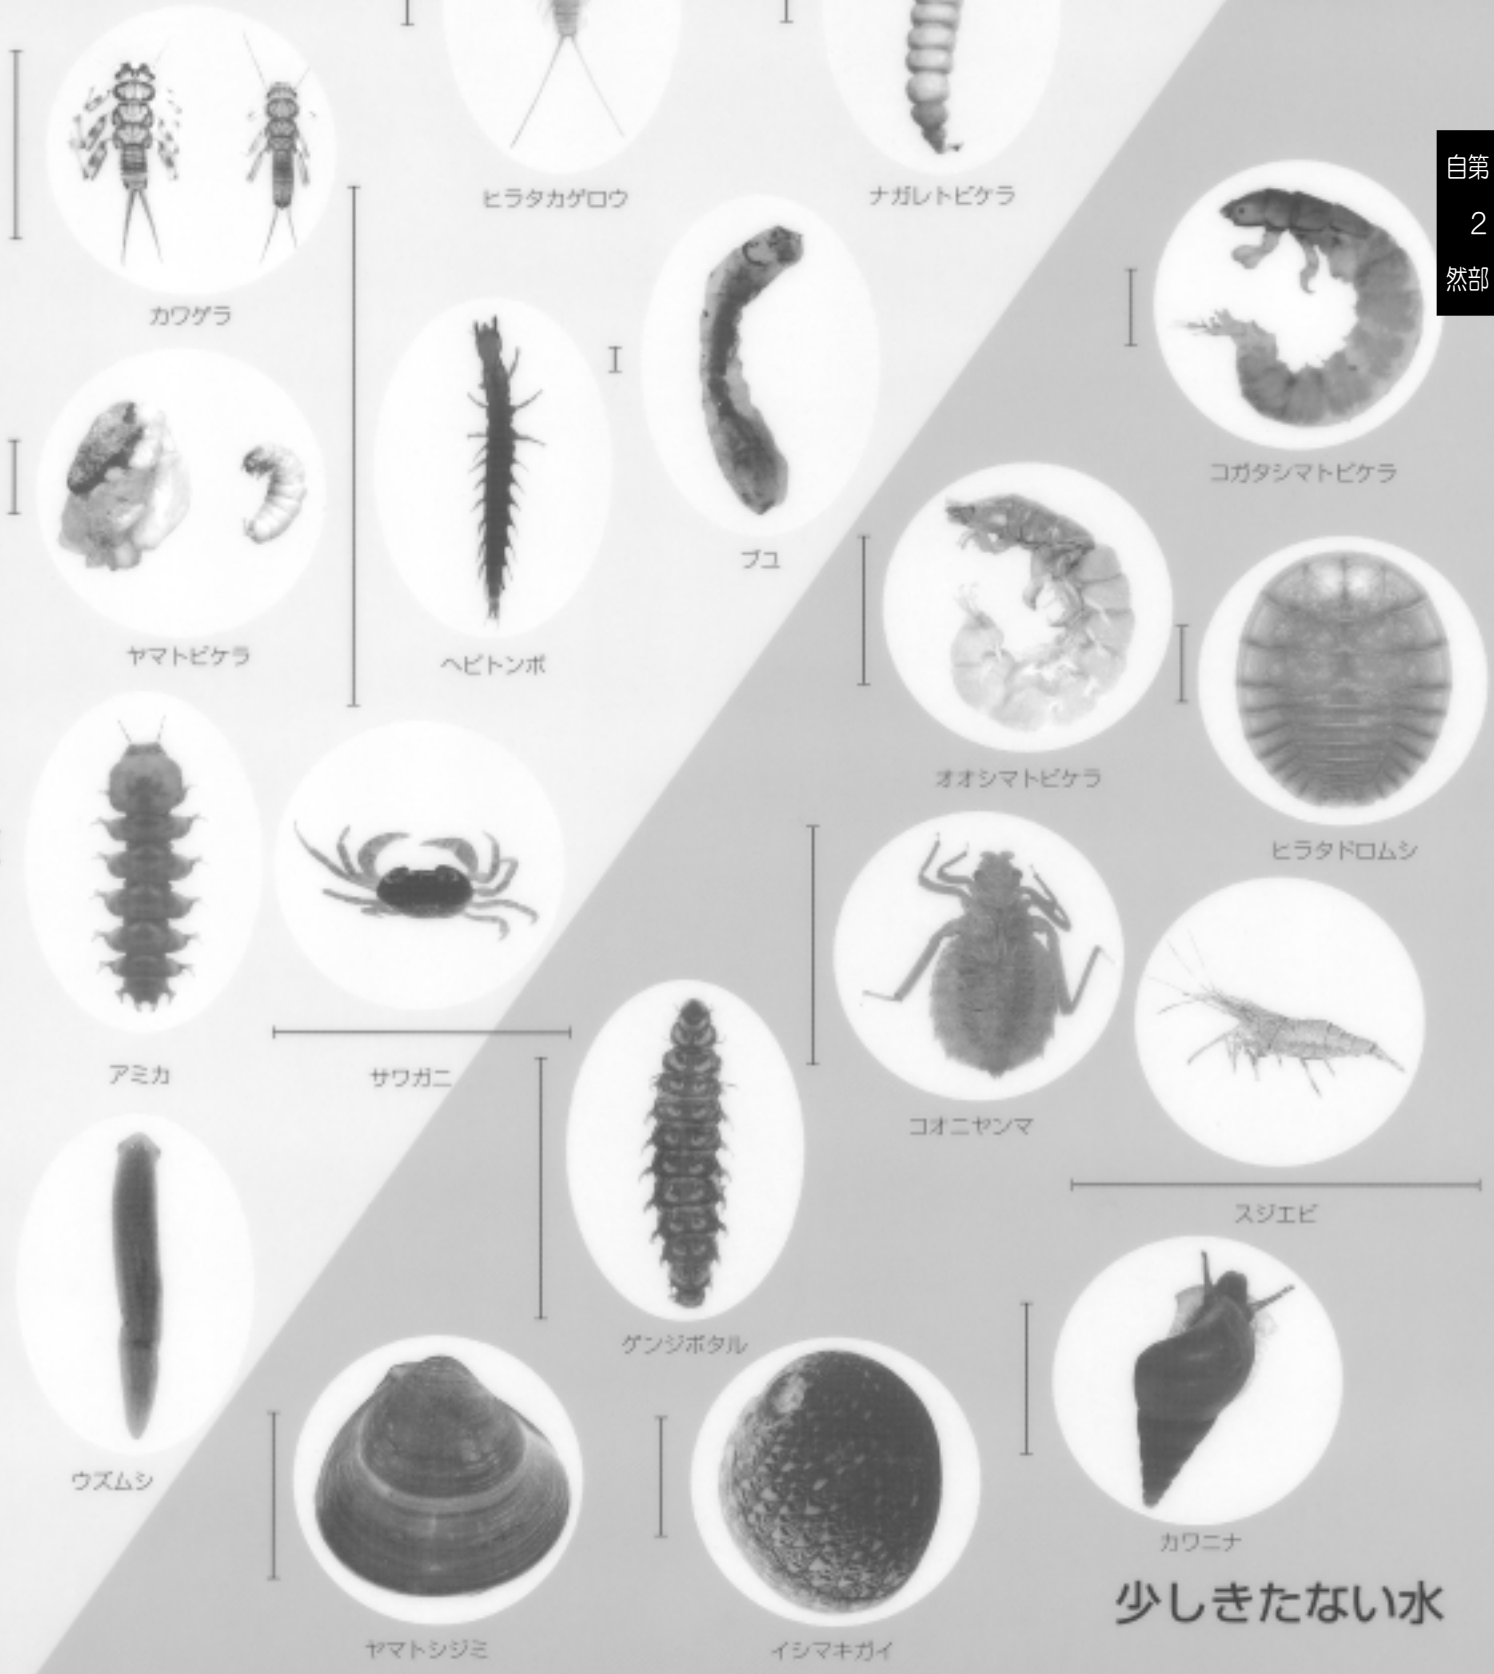 ヒラタカゲロウ
ナガレトビケラ
自第
2
然部
カワゲラ
コガタシマトビケラ
ブユ
ヤマトビケラ
ヘビトンボ
オオシマトビケラ
ヒラタドロムシ
アミカ
サワガニ
コオニヤンマ
スジエビ
ゲンジボタル
ウズムシ
カワニナ
少しきたない水
ヤマトシジミ
イシマキガイ